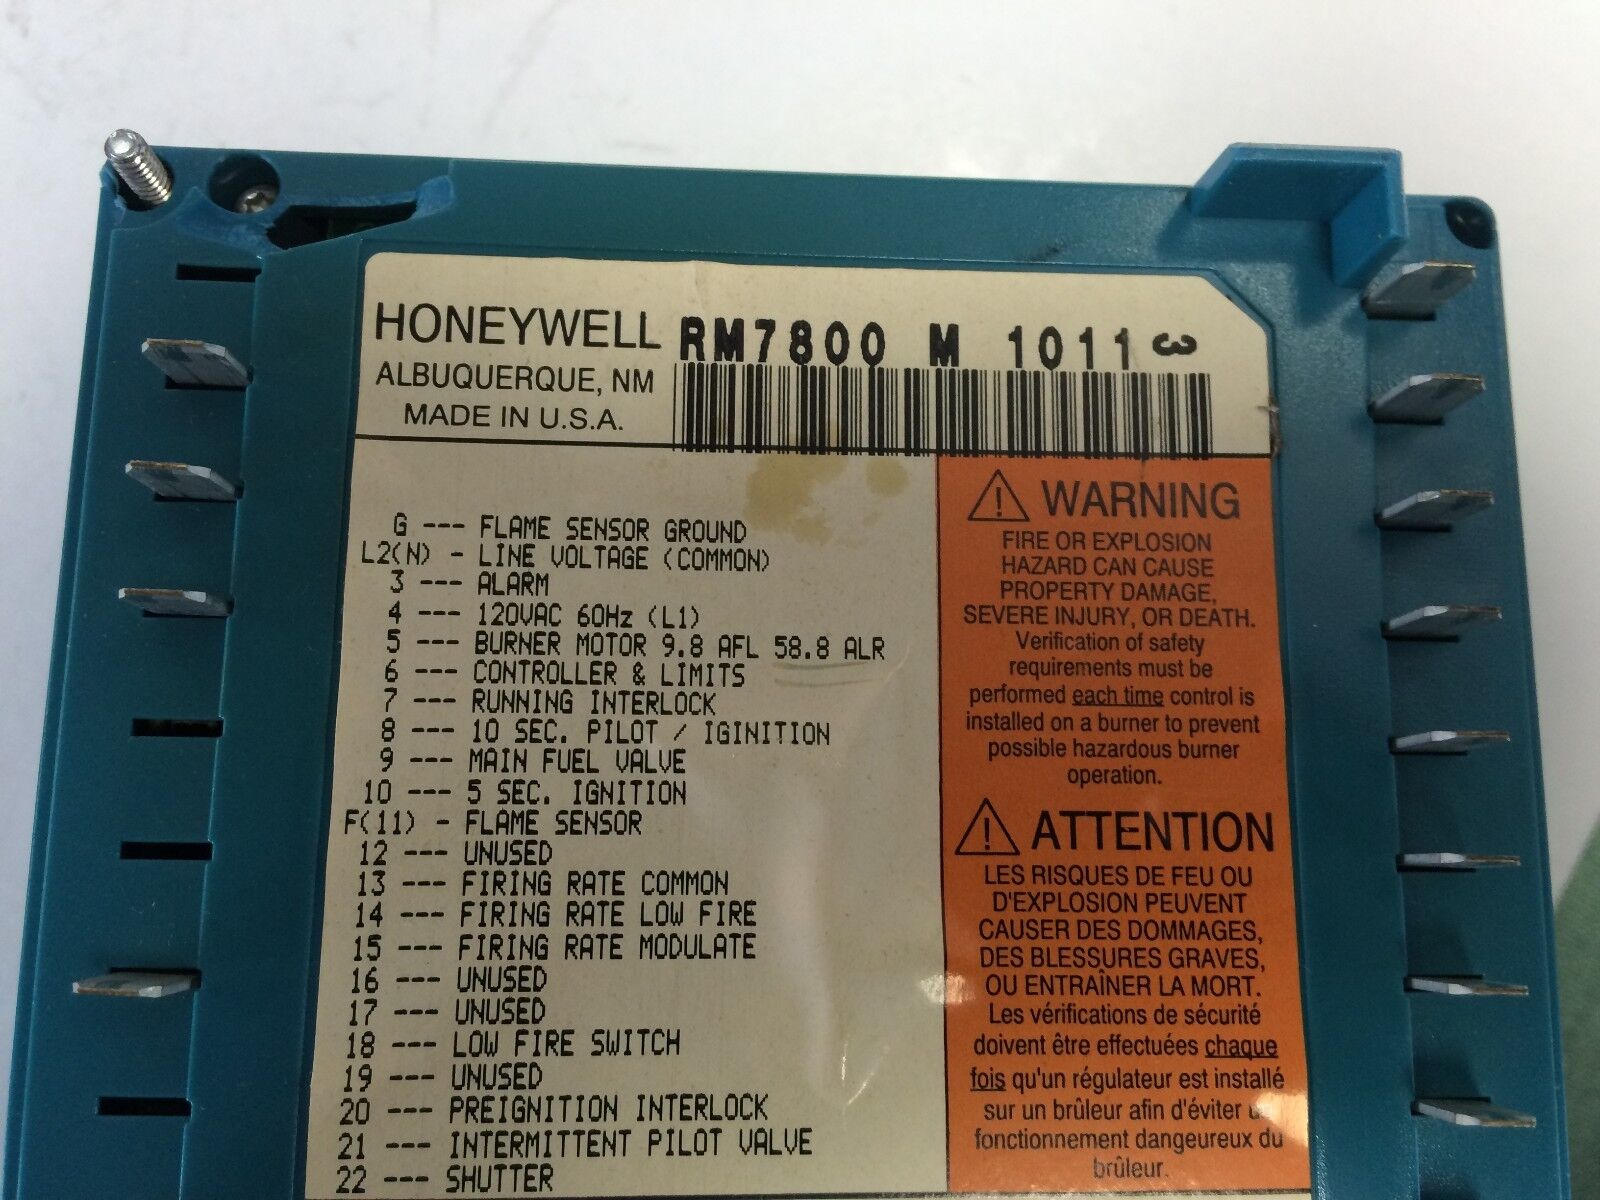 HONEYWELL RM7800 M 1011 3
ALBUQUERQUE, NM
MADE IN U.S.A.
G --- FLAME SENSOR GROUND
L2(N) - LINE VOLTAGE (COMMON)
3 --- ALARM
4 --- 120VAC 60Hz (L1)
5 --- BURNER MOTOR 9.8 AFL 58.8 ALR
6 --- CONTROLLER & LIMITS
7 --- RUNNING INTERLOCK
8 --- 10 SEC. PILOT / IGINITION
9 --- MAIN FUEL VALVE
10 --- 5 SEC. IGNITION
F(11) - FLAME SENSOR
12 --- UNUSED
13 --- FIRING RATE COMMON
14 --- FIRING RATE LOW FIRE
15 --- FIRING RATE MODULATE
16 --- UNUSED
17 --- UNUSED
18 --- LOW FIRE SWITCH
19 --- UNUSED
20 --- PREIGNITION INTERLOCK
21 --- INTERMITTENT PILOT VALVE
22 --- SHUTTER
WARNING
FIRE OR EXPLOSION
HAZARD CAN CAUSE
PROPERTY DAMAGE,
SEVERE INJURY, OR DEATH.
Verification of safety
requirements must be
performed each time control is
installed on a burner to prevent
possible hazardous burner
operation.
ATTENTION
LES RISQUES DE FEU OU
D'EXPLOSION PEUVENT
CAUSER DES DOMMAGES,
DES BLESSURES GRAVES,
OU ENTRAÎNER LA MORT.
Les vérifications de sécurité
doivent être effectuées chaque
fois qu'un régulateur est installé
sur un brûleur afin d'éviter un
fonctionnement dangeureux du
brûleur.